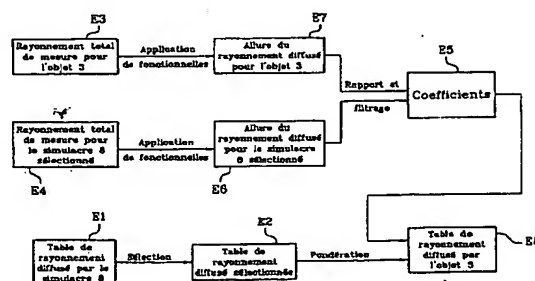 E3
E7
E5
Rayonnement total
de mesure pour
l'objet 3
Application
de fonctionnelles
Allure du
rayonnement diffusé
pour l'objet 3
Rapport et
filtrage
Coefficients
Rayonnement total
de mesure pour
le simulacre 8
sélectionné
Application
de fonctionnelles
Allure du
rayonnement diffusé
pour le simulacre
8 sélectionné
E4
E6
E1
E2
Table de
rayonnement
diffusé par le
simulacre 8
Sélection
Table de
rayonnement
diffusé sélectionnée
Pondération
Table de
rayonnement
diffusé par
l'objet 3